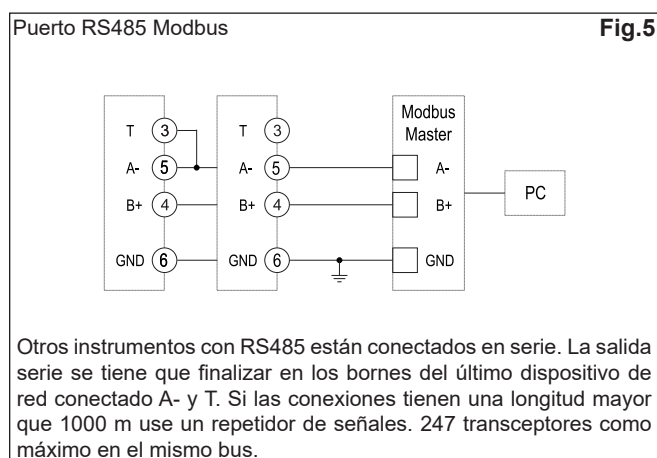 Puerto RS485 Modbus Fig.5
Modbus
Master
T 3 T 3
A- 5 A- 5 A-
B+ 4 B+ 4 B+
PC
GND 6 GND 6 GND
Otros instrumentos con RS485 están conectados en serie. La salida
serie se tiene que finalizar en los bornes del último dispositivo de
red conectado A- y T. Si las conexiones tienen una longitud mayor
que 1000 m use un repetidor de señales. 247 transceptores como
máximo en el mismo bus.